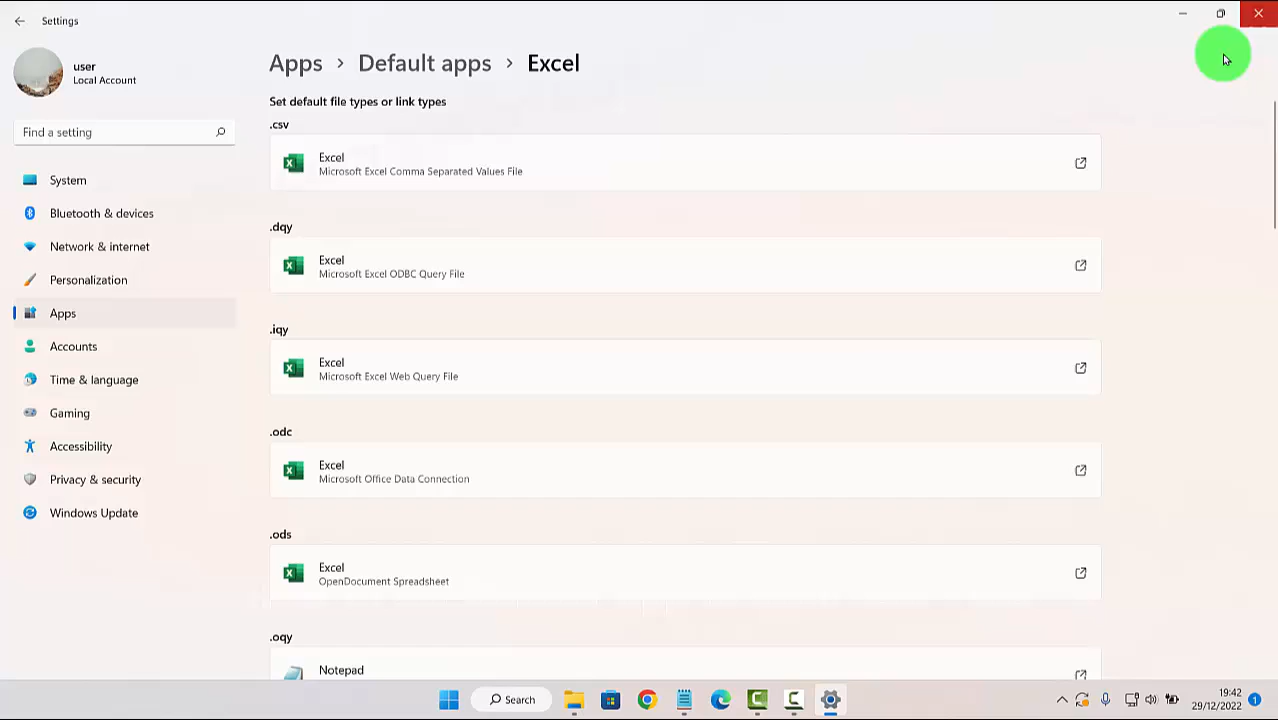 Settings
user
Local Account
Find a setting
System
Bluetooth & devices
Network & internet
Personalization
Apps
Accounts
Time & language
Gaming
Accessibility
Privacy & security
Windows Update
Apps > Default apps > Excel
Set default file types or link types
.csv
Excel
Microsoft Excel Comma Separated Values File
.dqy
Excel
Microsoft Excel ODBC Query File
.iqy
Excel
Microsoft Excel Web Query File
.odc
Excel
Microsoft Office Data Connection
.ods
Excel
OpenDocument Spreadsheet
.oqy
Notepad
Search
19:42
29/12/2022
1